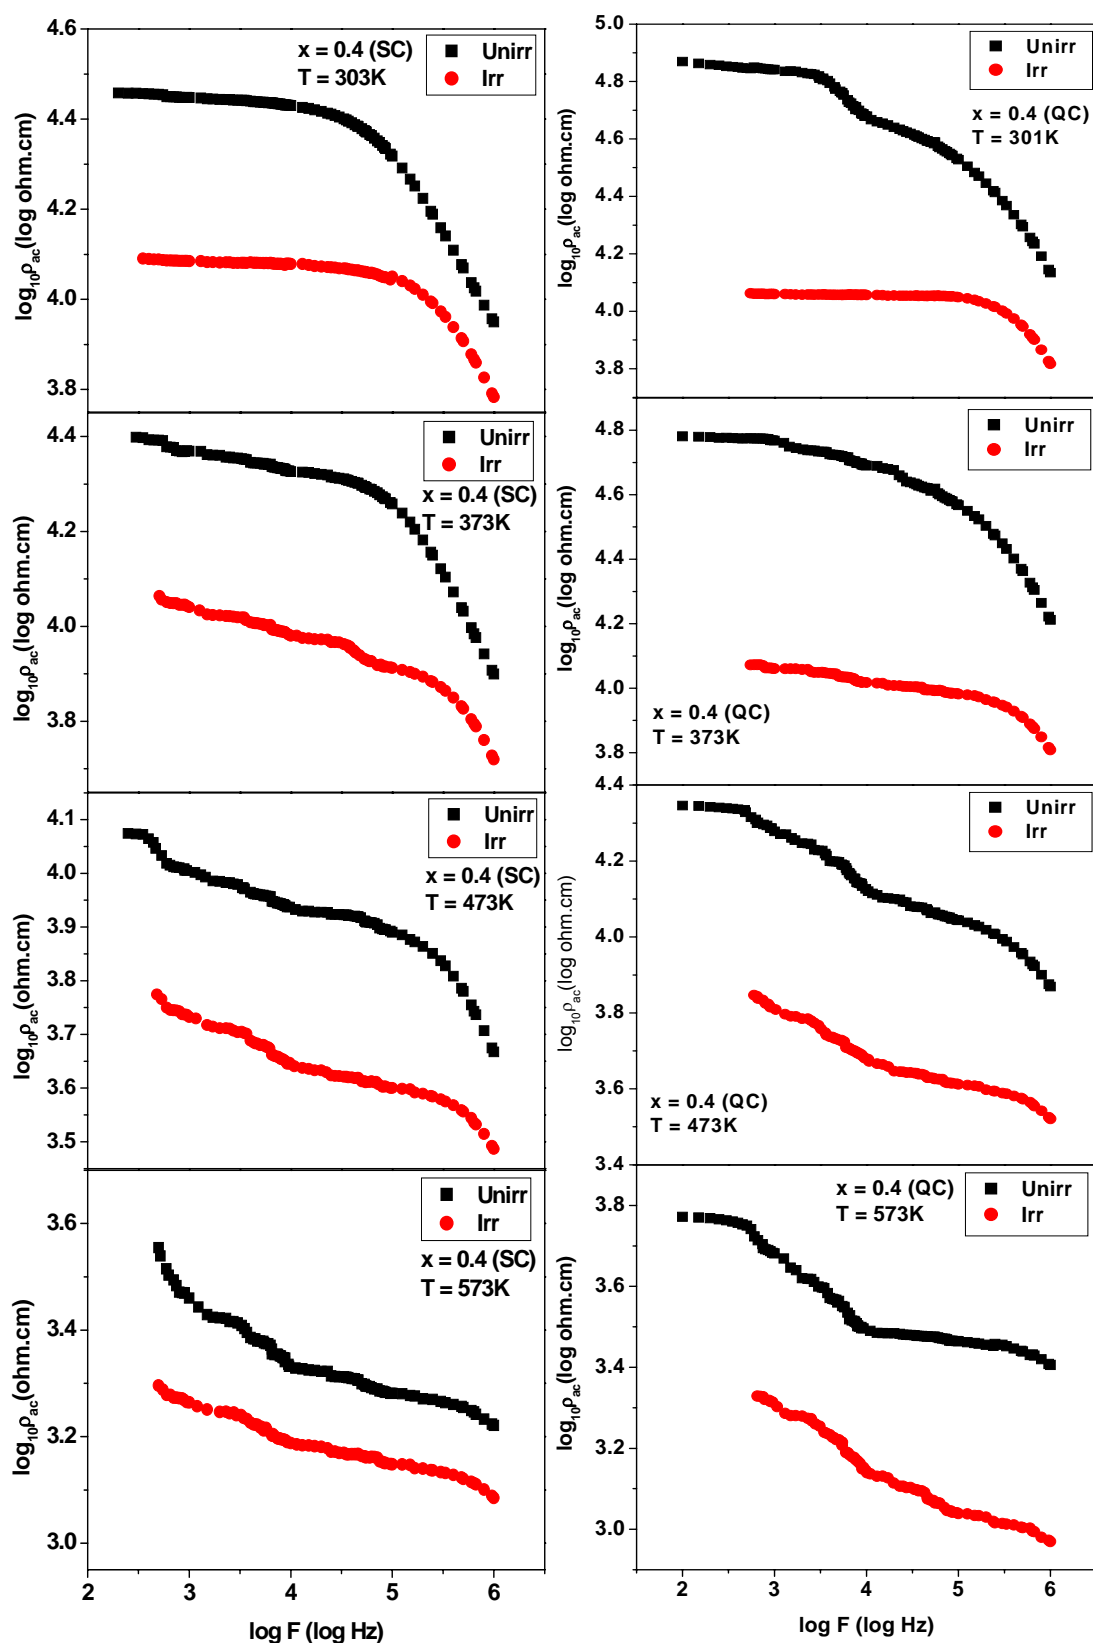 4.6
4.4
4.2
4.0
3.8
log10ρac(log ohm.cm)
x = 0.4 (SC)
T = 303K
Unirr
Irr
5.0
4.8
4.6
4.4
4.2
4.0
3.8
log10ρac(log ohm.cm)
Unirr
Irr
x = 0.4 (QC)
T = 301K
4.4
4.2
4.0
3.8
log10ρac(log ohm.cm)
Unirr
Irr
x = 0.4 (SC)
T = 373K
4.8
4.6
4.4
4.2
4.0
3.8
4.4
log10ρac(log ohm.cm)
Unirr
Irr
x = 0.4 (QC)
T = 373K
4.1
4.0
3.9
3.8
3.7
3.6
3.5
log10ρac(ohm.cm)
Unirr
Irr
x = 0.4 (SC)
T = 473K
4.2
4.0
3.8
3.6
3.4
log10ρac(log ohm.cm)
Unirr
Irr
x = 0.4 (QC)
T = 473K
3.6
3.4
3.2
3.0
log10ρac(ohm.cm)
Unirr
Irr
x = 0.4 (SC)
T = 573K
2 3 4 5 6
log F (log Hz)
3.8
3.6
3.4
3.2
3.0
log10ρac(log ohm.cm)
x = 0.4 (QC)
T = 573K
Unirr
Irr
2 3 4 5 6
log F (log Hz)